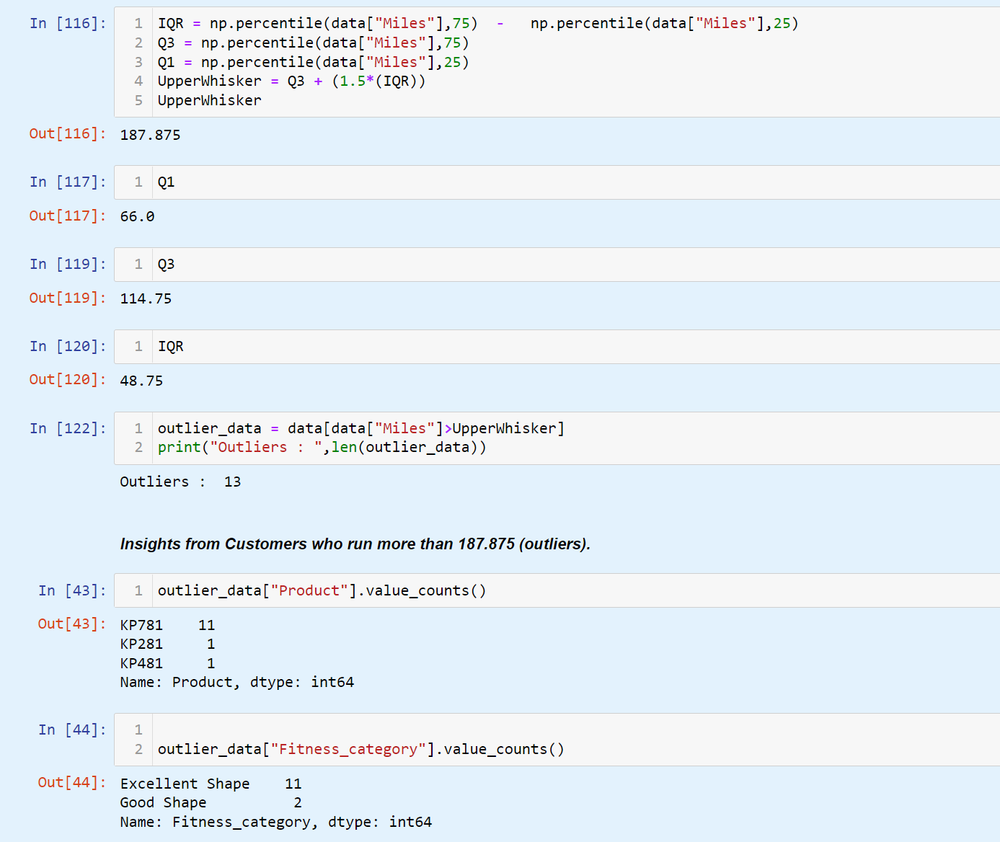 In [116]:
1 IQR = np.percentile(data["Miles"],75)  -   np.percentile(data["Miles"],25)
2 Q3 = np.percentile(data["Miles"],75)
3 Q1 = np.percentile(data["Miles"],25)
4 UpperWhisker = Q3 + (1.5*(IQR))
5 UpperWhisker
Out[116]: 187.875
In [117]: 1 Q1
Out[117]: 66.0
In [119]: 1 Q3
Out[119]: 114.75
In [120]: 1 IQR
Out[120]: 48.75
In [122]: 1 outlier_data = data[data["Miles"]>UpperWhisker]
2 print("Outliers : ",len(outlier_data))
Outliers :  13
Insights from Customers who run more than 187.875 (outliers).
In [43]: 1 outlier_data["Product"].value_counts()
Out[43]: KP781    11
KP281     1
KP481     1
Name: Product, dtype: int64
In [44]: 1
2 outlier_data["Fitness_category"].value_counts()
Out[44]: Excellent Shape    11
Good Shape          2
Name: Fitness_category, dtype: int64